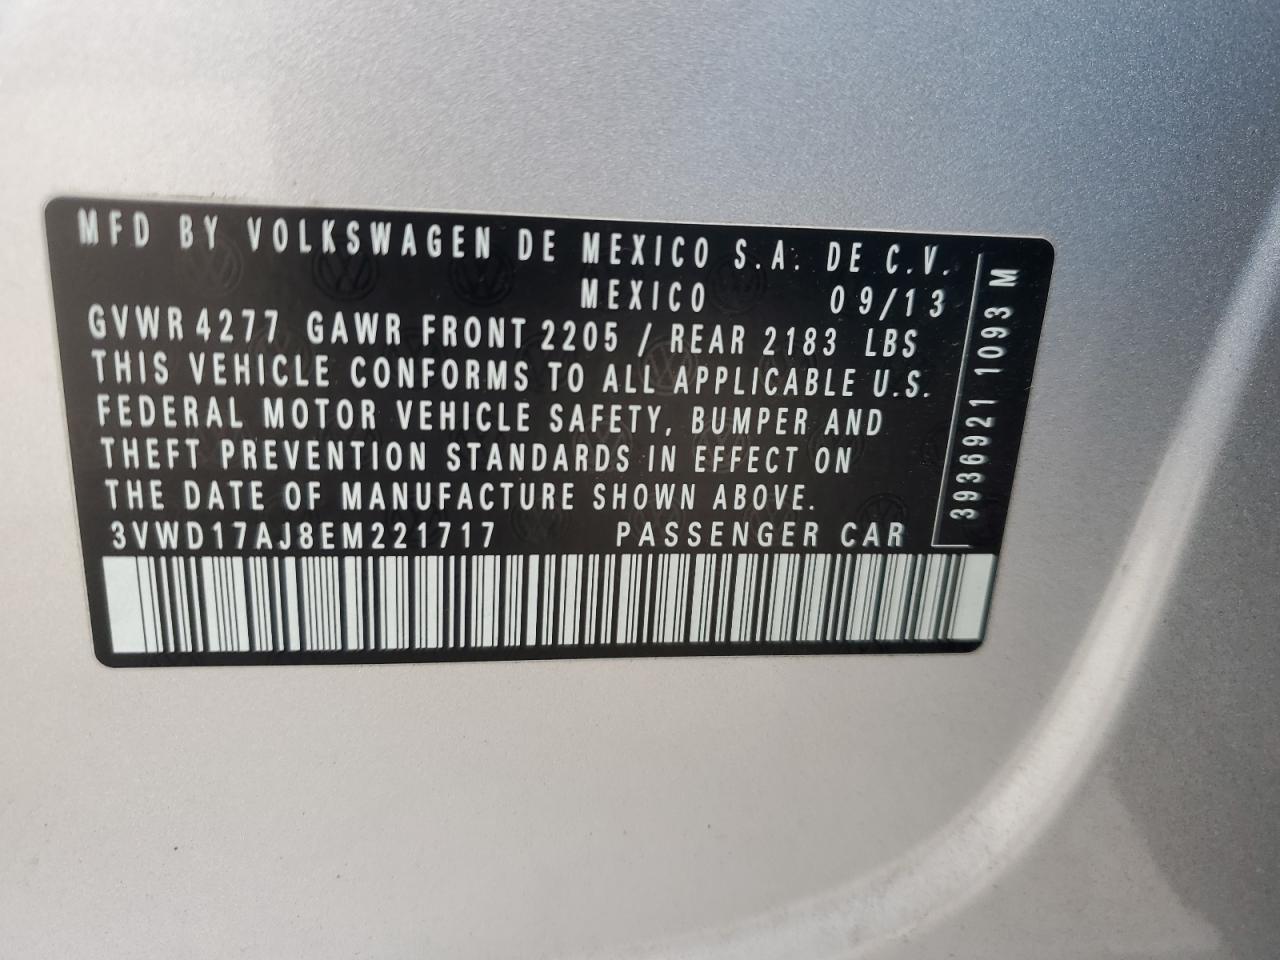 MFD BY VOLKSWAGEN DE MEXICO S.A. DE C.V.
MEXICO 09/13
GVWR 4277 GAWR FRONT 2205 / REAR 2183 LBS
THIS VEHICLE CONFORMS TO ALL APPLICABLE U.S.
FEDERAL MOTOR VEHICLE SAFETY, BUMPER AND
THEFT PREVENTION STANDARDS IN EFFECT ON
THE DATE OF MANUFACTURE SHOWN ABOVE.
3VWD17AJ8EM221717 PASSENGER CAR
3936921 1093 M